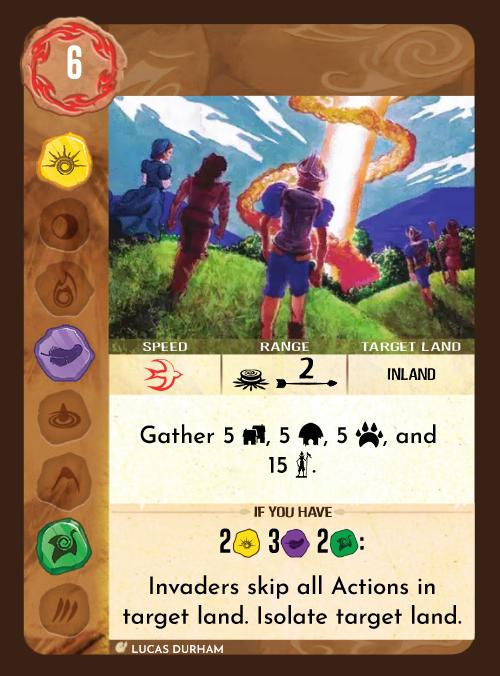 6
SPEED RANGE TARGET LAND
2 INLAND
Gather 5 , 5 , 5 , and
15 .
IF YOU HAVE
2 3 2 :
Invaders skip all Actions in
target land. Isolate target land.
LUCAS DURHAM